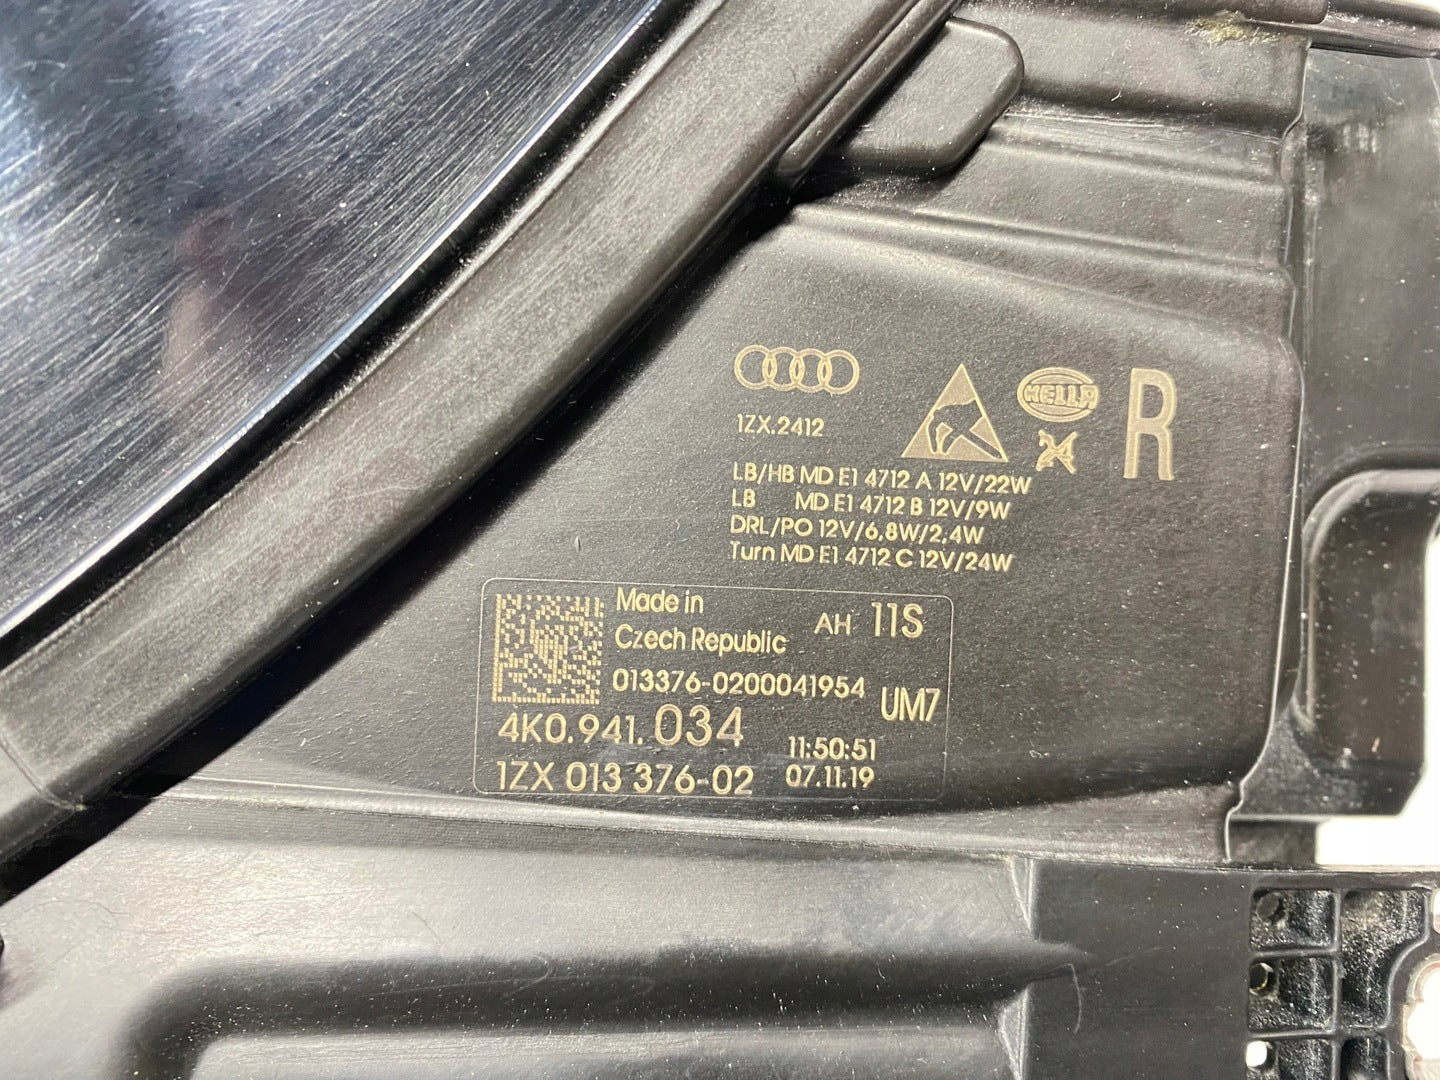 1ZX.2412
HELLA
24
R
LB/HB MD E1 4712 A 12V/22W
LB MD E1 4712 B 12V/9W
DRL/PO 12V/6,8W/2,4W
Turn MD E1 4712 C 12V/24W
Made in
Czech Republic
AH 11S
013376-0200041954
UM7
4K0.941.034
11:50:51
1ZX 013 376-02
07.11.19